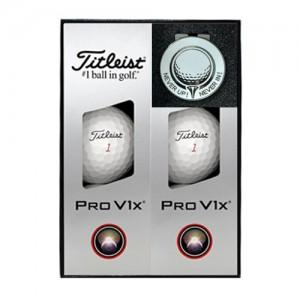 Titleist
#1 ball in golf.
NEVER UP! NEVER IN!
Titleist
1
Titleist
1
PRO V1x
PRO V1x